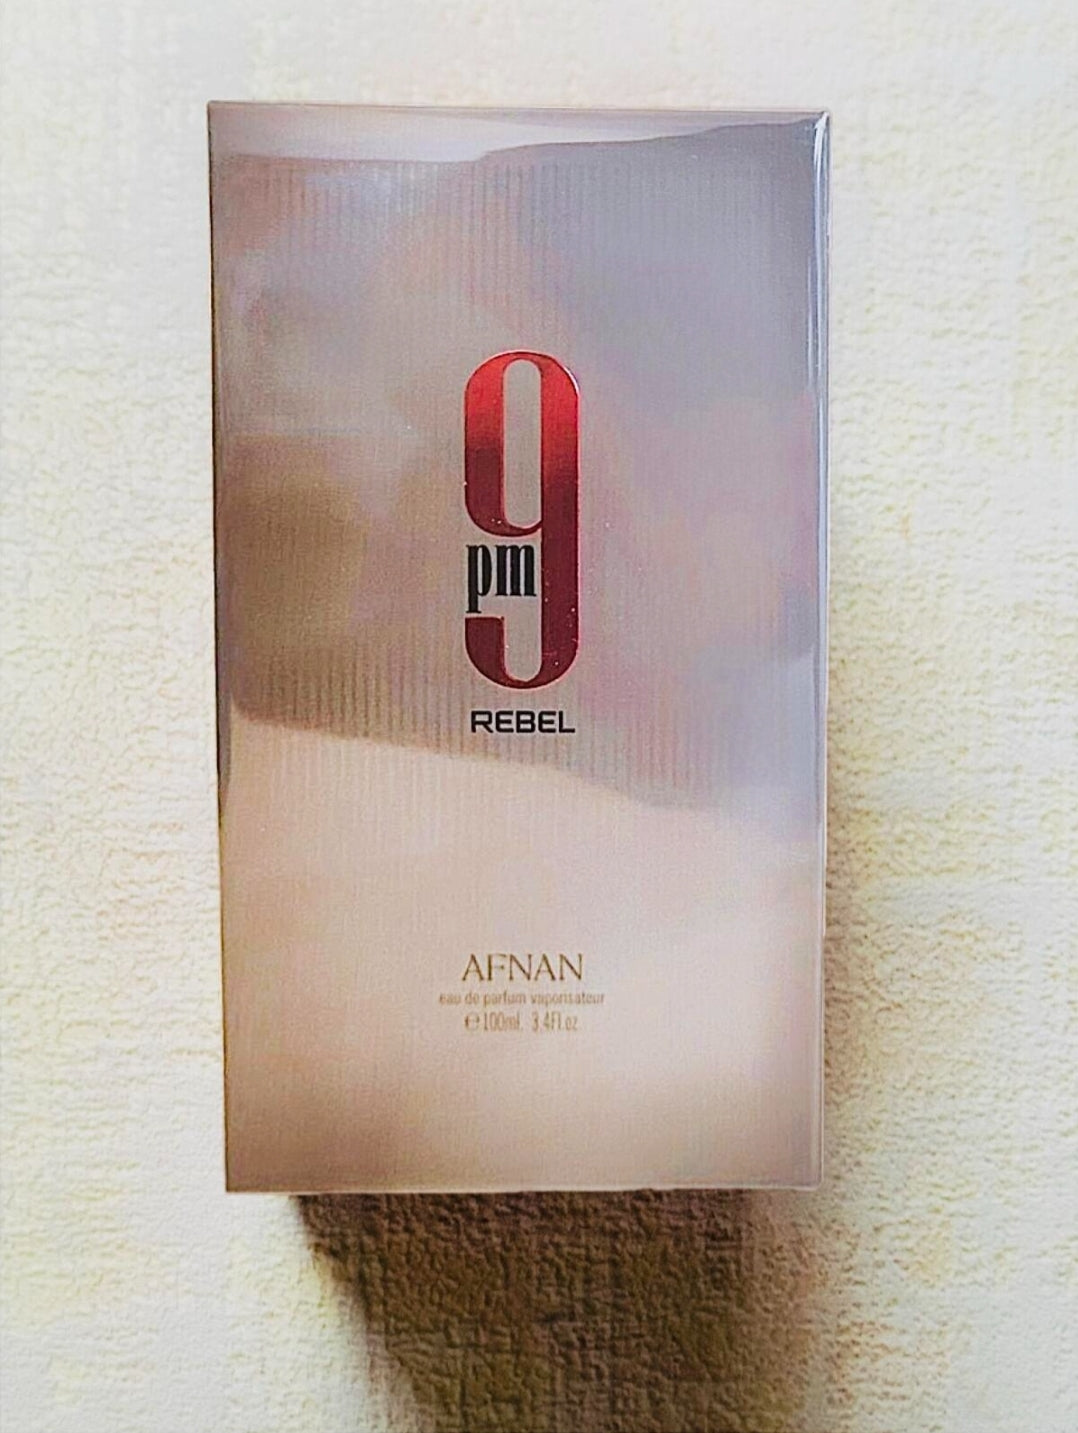 9
pm
REBEL
AFNAN
eau de parfum vaporisateur
℮100ml. 3.4Fl.oz